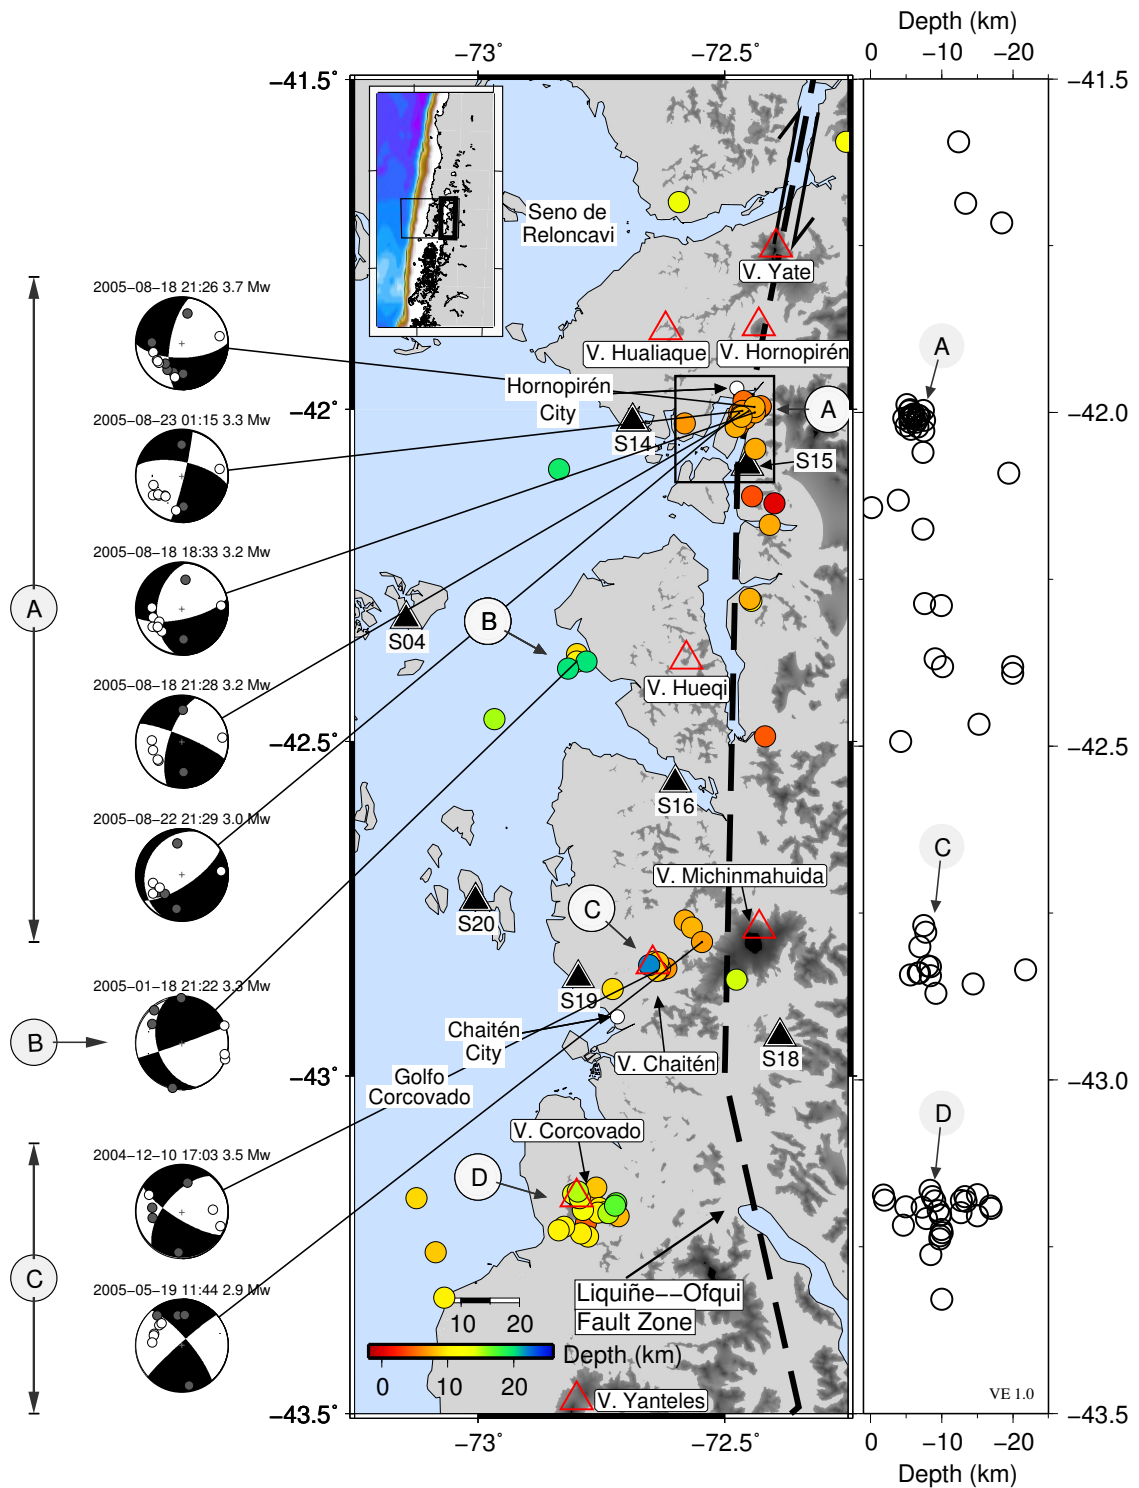 Depth (km)
−73˚
−72.5˚
0
−10
−20
−41.5˚
−41.5
Seno de
Reloncavi
V. Yate
2005−08−18 21:26 3.7 Mw
V. Hualiaque
V. Hornopirén
A
Hornopirén
City
A
−42˚
−42.0
2005−08−23 01:15 3.3 Mw
S14
S15
2005−08−18 18:33 3.2 Mw
A
B
S04
V. Hueqi
2005−08−18 21:28 3.2 Mw
−42.5˚
−42.5
S16
2005−08−22 21:29 3.0 Mw
C
V. Michinmahuida
C
S20
2005−01−18 21:22 3.3 Mw
S19
B
Chaitén
City
V. Chaitén
S18
Golfo
Corcovado
−43˚
−43.0
D
V. Corcovado
2004−12−10 17:03 3.5 Mw
D
C
2005−05−19 11:44 2.9 Mw
Liquiñe−−Ofqui
Fault Zone
10
20
Depth (km)
0
10
20
V. Yanteles
VE 1.0
−43.5˚
−43.5
−73˚
−72.5˚
0
−10
−20
Depth (km)